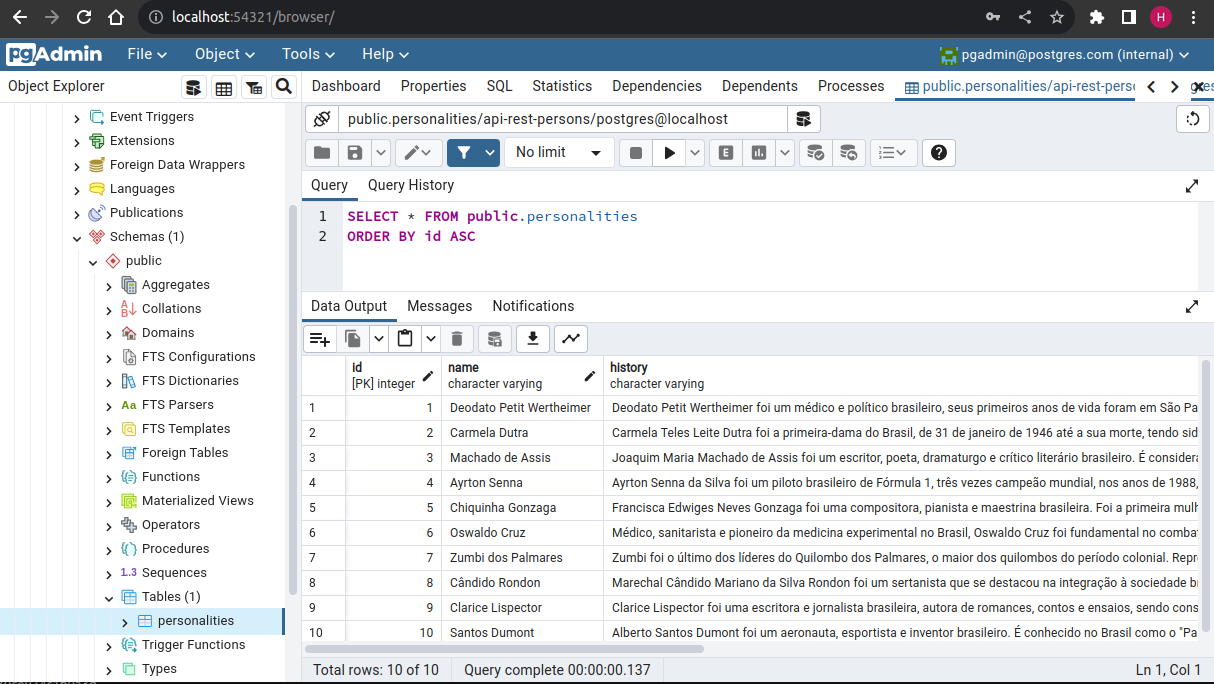 localhost:54321/browser/
H
pgAdmin File Object Tools Help pgadmin@postgres.com (internal)
Object Explorer
Dashboard Properties SQL Statistics Dependencies Dependents Processes public.personalities/api-rest-perso
Event Triggers
Extensions
Foreign Data Wrappers
Languages
Publications
Schemas (1)
public
Aggregates
Collations
Domains
FTS Configurations
FTS Dictionaries
Aa FTS Parsers
FTS Templates
Foreign Tables
Functions
Materialized Views
Operators
Procedures
1.3 Sequences
Tables (1)
personalities
Trigger Functions
Types
public.personalities/api-rest-persons/postgres@localhost
No limit E
Query Query History
1 SELECT * FROM public.personalities
2 ORDER BY id ASC
Data Output Messages Notifications
id name history
[PK] integer character varying character varying
1 1 Deodato Petit Wertheimer Deodato Petit Wertheimer foi um médico e político brasileiro, seus primeiros anos de vida foram em São Pa
2 2 Carmela Dutra Carmela Teles Leite Dutra foi a primeira-dama do Brasil, de 31 de janeiro de 1946 até a sua morte, tendo sid
3 3 Machado de Assis Joaquim Maria Machado de Assis foi um escritor, poeta, dramaturgo e crítico literário brasileiro. É considera
4 4 Ayrton Senna Ayrton Senna da Silva foi um piloto brasileiro de Fórmula 1, três vezes campeão mundial, nos anos de 1988,
5 5 Chiquinha Gonzaga Francisca Edwiges Neves Gonzaga foi uma compositora, pianista e maestrina brasileira. Foi a primeira mulh
6 6 Oswaldo Cruz Médico, sanitarista e pioneiro da medicina experimental no Brasil, Oswaldo Cruz foi fundamental no combat
7 7 Zumbi dos Palmares Zumbi foi o último dos líderes do Quilombo dos Palmares, o maior dos quilombos do período colonial. Repr
8 8 Cândido Rondon Marechal Cândido Mariano da Silva Rondon foi um sertanista que se destacou na integração à sociedade br
9 9 Clarice Lispector Clarice Lispector foi uma escritora e jornalista brasileira, autora de romances, contos e ensaios, sendo cons
10 10 Santos Dumont Alberto Santos Dumont foi um aeronauta, esportista e inventor brasileiro. É conhecido no Brasil como o "Pa
Total rows: 10 of 10 Query complete 00:00:00.137 Ln 1, Col 1